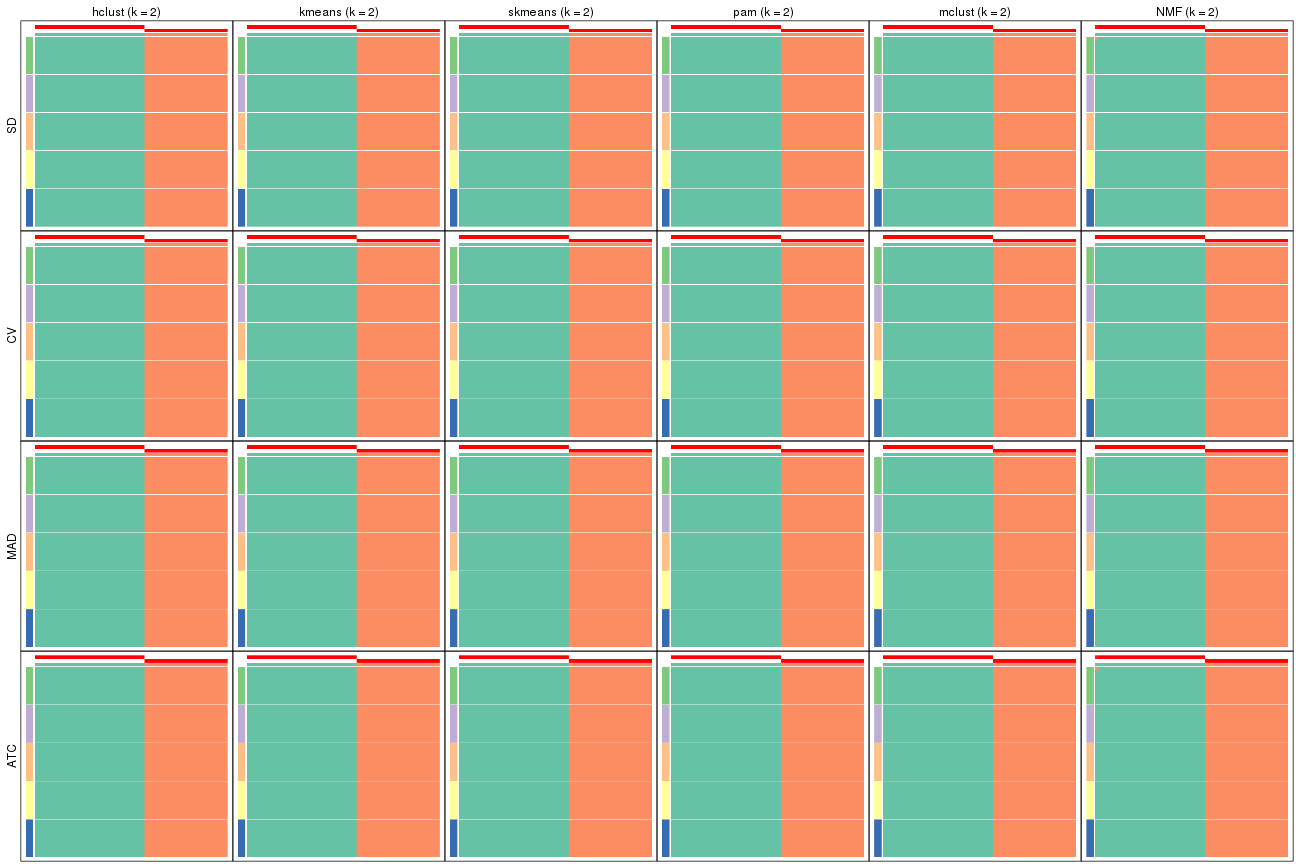 hclust (k = 2) kmeans (k = 2) skmeans (k = 2) pam (k = 2) mclust (k = 2) NMF (k = 2)
SD
CV
MAD
ATC